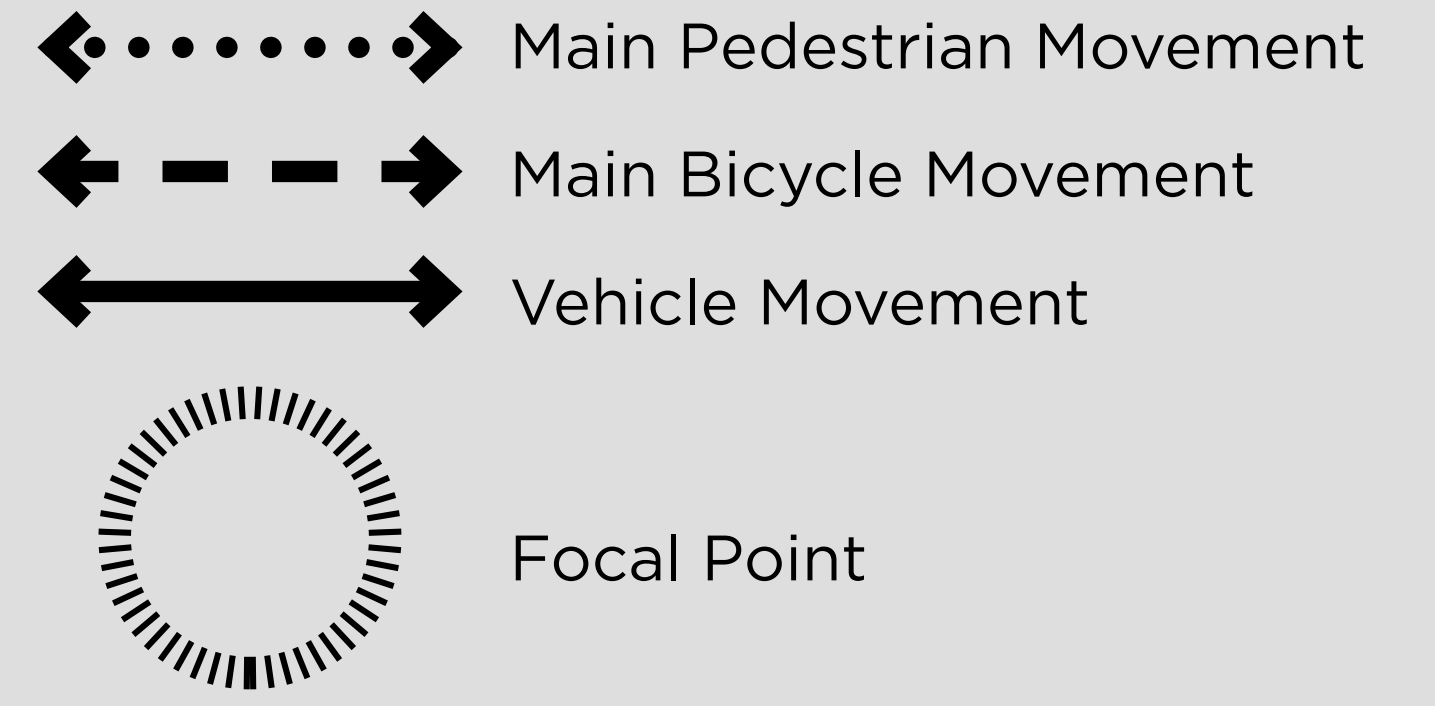 Main Pedestrian Movement
Main Bicycle Movement
Vehicle Movement
Focal Point